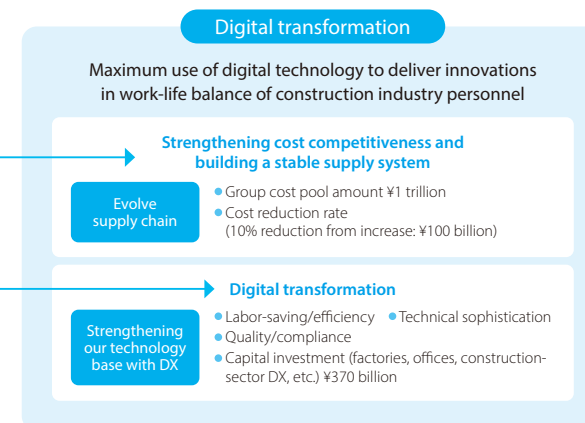 Digital transformation
Maximum use of digital technology to deliver innovations
in work-life balance of construction industry personnel
Strengthening cost competitiveness and
building a stable supply system
Evolve
supply chain
• Group cost pool amount ¥1 trillion
• Cost reduction rate
(10% reduction from increase: ¥100 billion)
Digital transformation
Strengthening
our technology
base with DX
• Labor-saving/efficiency • Technical sophistication
• Quality/compliance
• Capital investment (factories, offices, construction-
sector DX, etc.) ¥370 billion